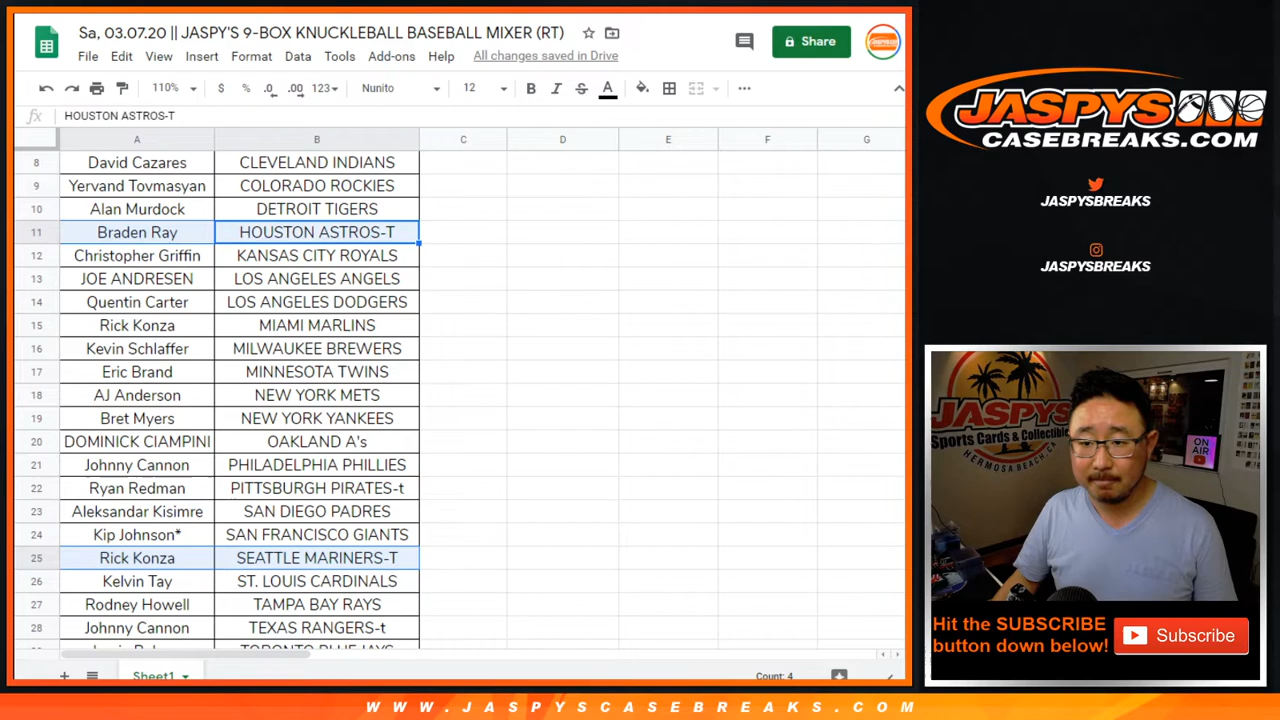 Sa, 03.07.20 || JASPY'S 9-BOX KNUCKLEBALL BASEBALL MIXER (RT)
File Edit View Insert Format Data Tools Add-ons Help All changes saved in Drive
Share
110% $ % .0 .00 123 Nunito 12 B I S A
fx HOUSTON ASTROS-T
A B C D E F G
8 David Cazares CLEVELAND INDIANS
9 Yervand Tovmasyan COLORADO ROCKIES
10 Alan Murdock DETROIT TIGERS
11 Braden Ray HOUSTON ASTROS-T
12 Christopher Griffin KANSAS CITY ROYALS
13 JOE ANDRESEN LOS ANGELES ANGELS
14 Quentin Carter LOS ANGELES DODGERS
15 Rick Konza MIAMI MARLINS
16 Kevin Schlaffer MILWAUKEE BREWERS
17 Eric Brand MINNESOTA TWINS
18 AJ Anderson NEW YORK METS
19 Bret Myers NEW YORK YANKEES
20 DOMINICK CIAMPINI OAKLAND A's
21 Johnny Cannon PHILADELPHIA PHILLIES
22 Ryan Redman PITTSBURGH PIRATES-t
23 Aleksandar Kisimre SAN DIEGO PADRES
24 Kip Johnson* SAN FRANCISCO GIANTS
25 Rick Konza SEATTLE MARINERS-T
26 Kelvin Tay ST. LOUIS CARDINALS
27 Rodney Howell TAMPA BAY RAYS
28 Johnny Cannon TEXAS RANGERS-t
TORONTO BLUE JAYS
Sheet1 Count: 4
JASPYS
CASEBREAKS.COM
JASPYSBREAKS
JASPYSBREAKS
JASPYS
Sports Cards & Collectible
HERMOSA BEACH, CA
ON
AIR
Hit the SUBSCRIBE
button down below!
Subscribe
WWW.JASPYSCASEBREAKS.COM